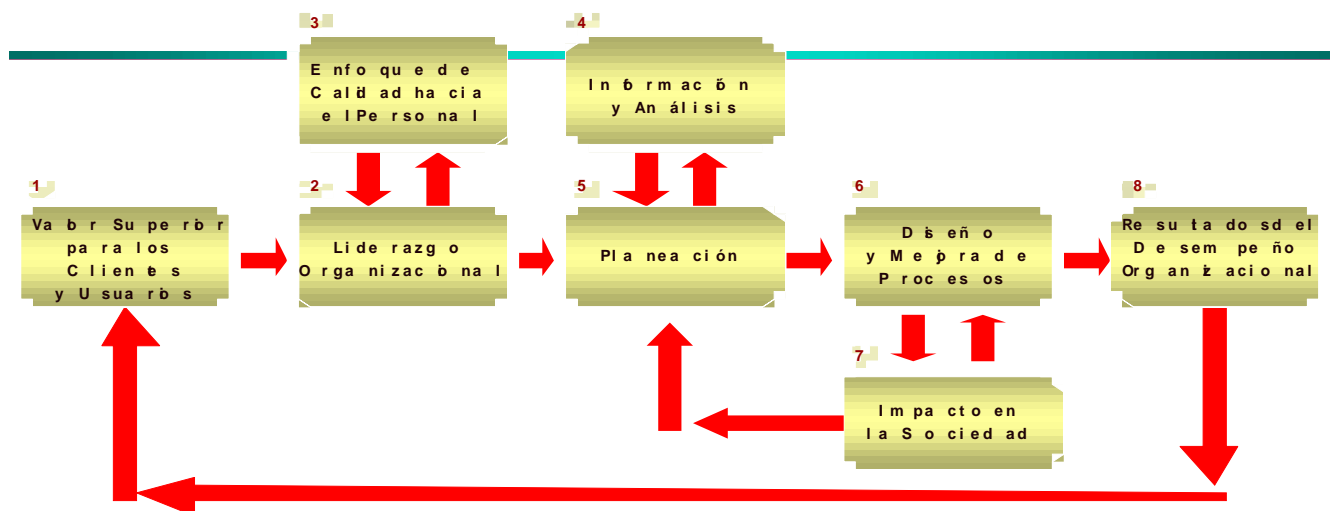 3
Enfoque de
Calidad hacia
el Personal
4
Información
y Análisis
1
Valor Superior
para los
Clientes
y Usuarios
2
Liderazgo
Organizacional
5
Planeación
6
Diseño
y Mejora de
Procesos
8
Resultados del
Desempeño
Organizacional
7
Impacto en
la Sociedad